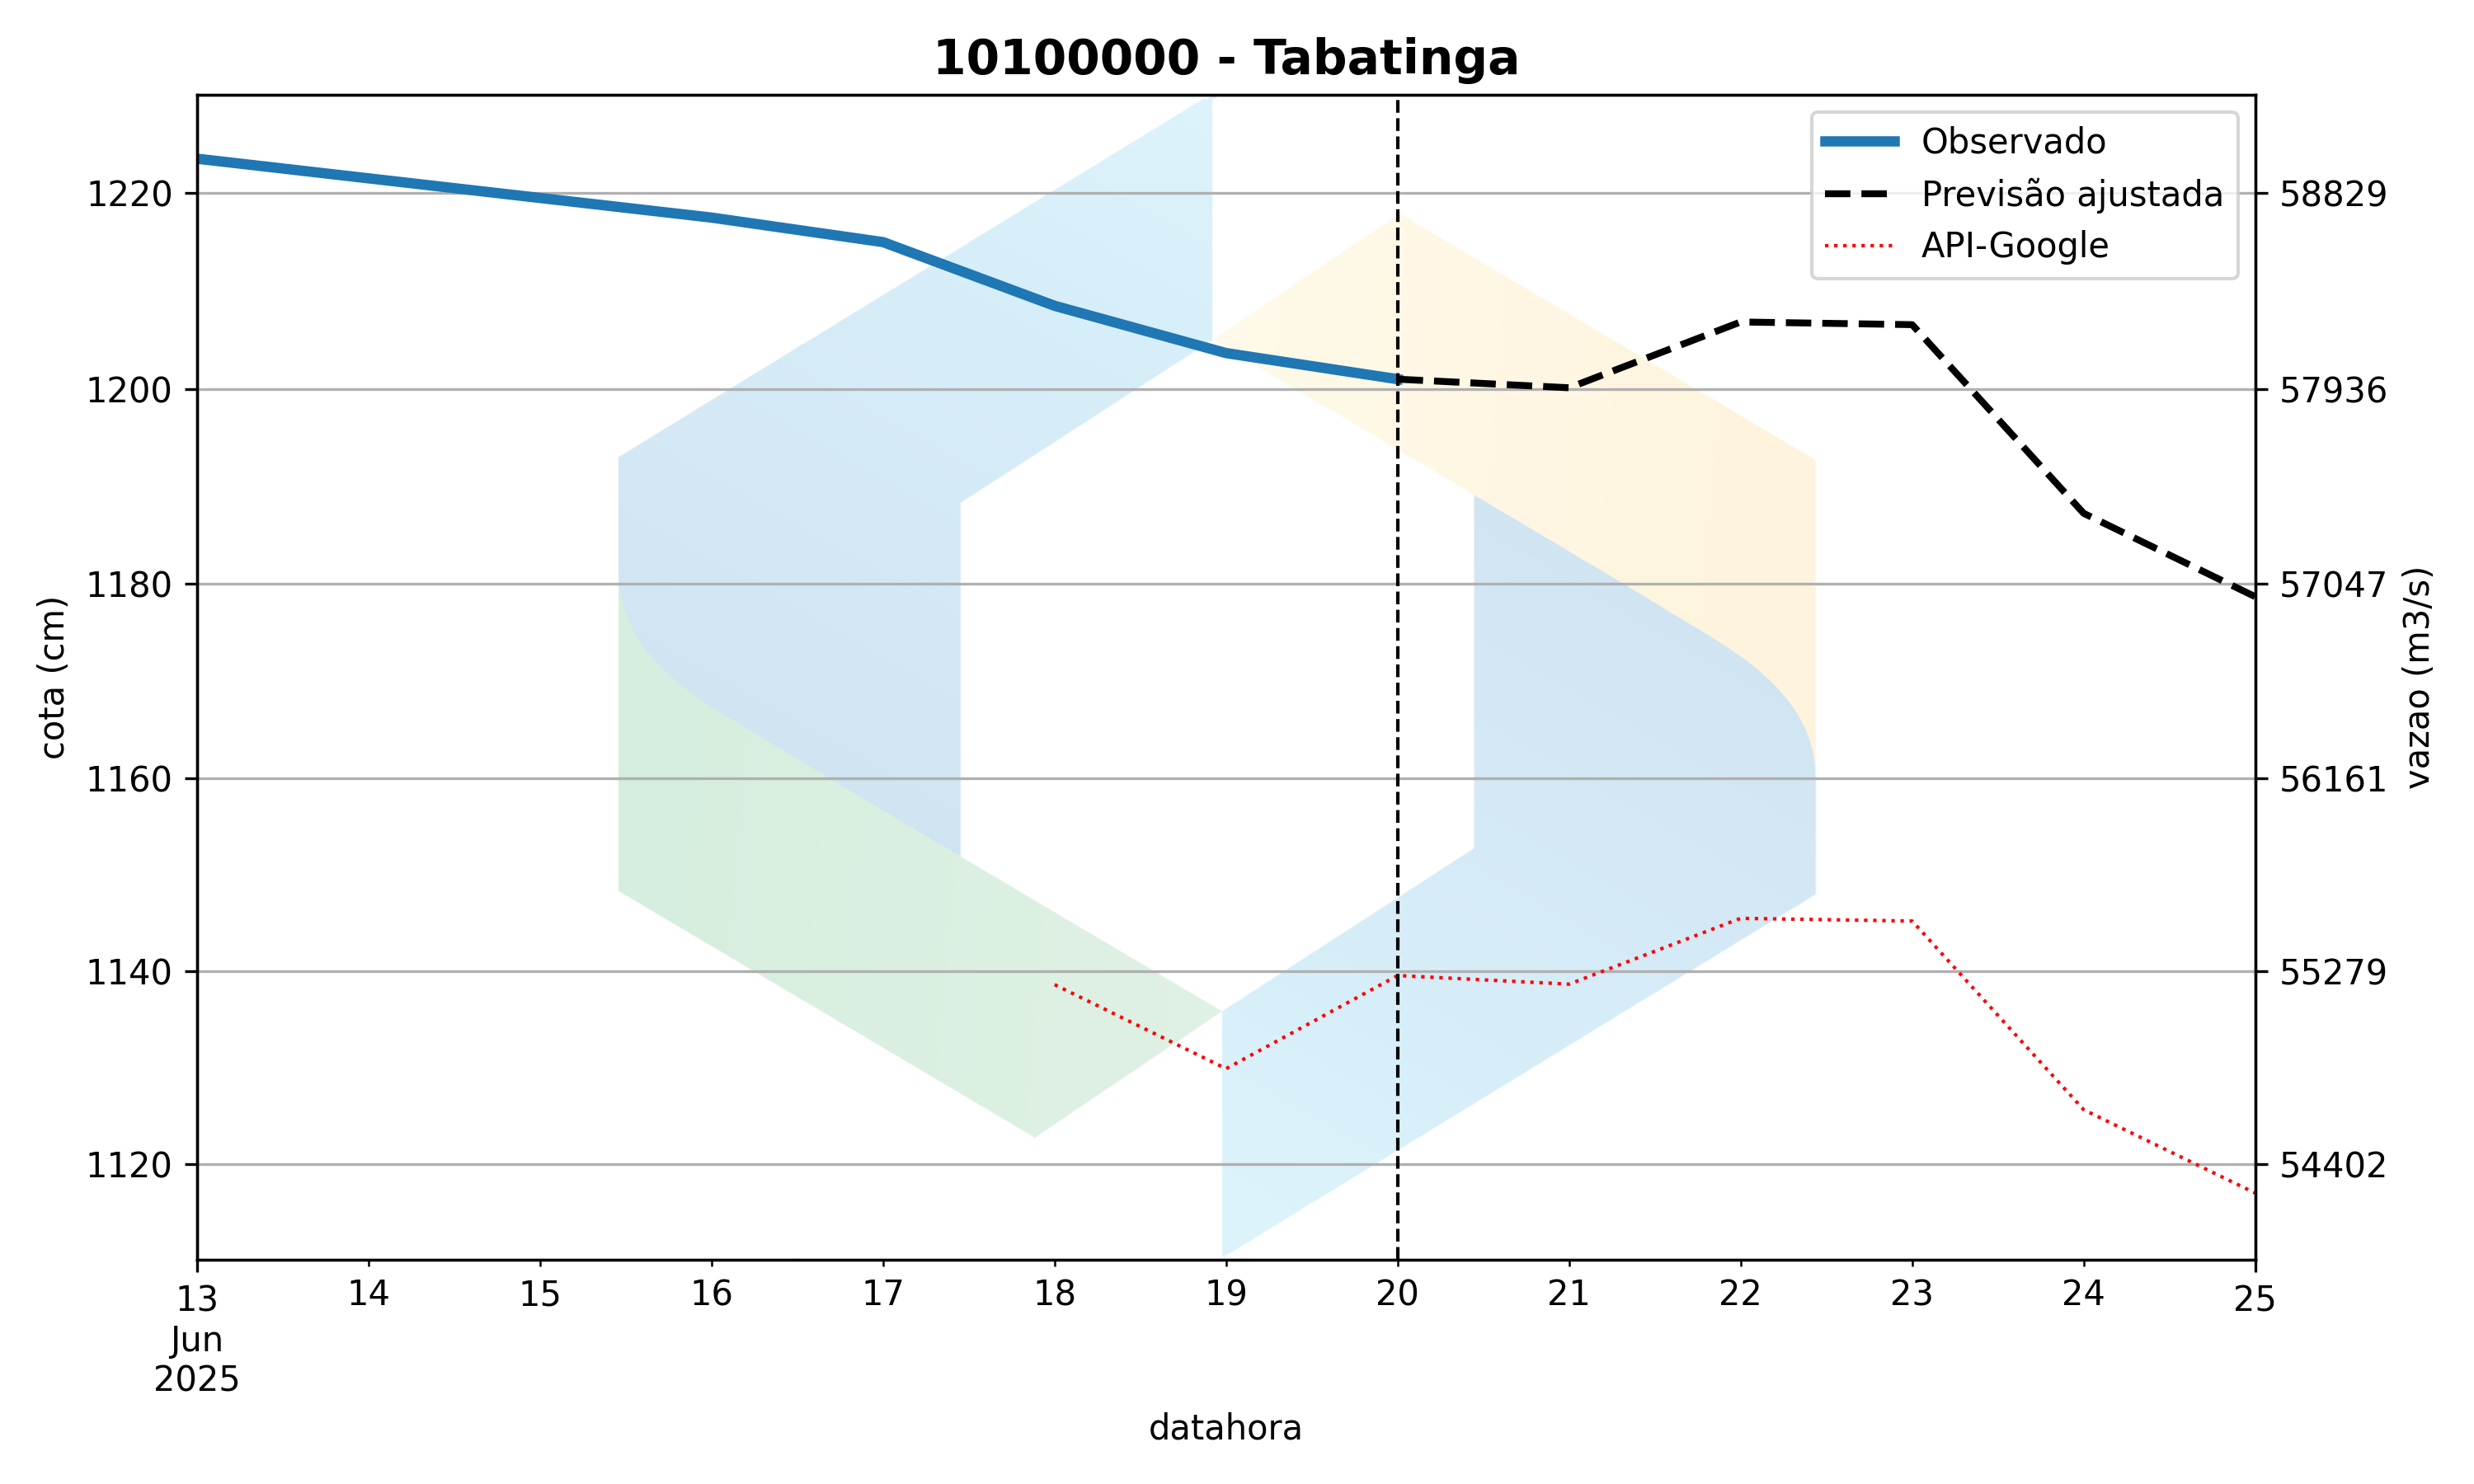 10100000 - Tabatinga
Observado
Previsão ajustada
API-Google
1220
1200
1180
1160
1140
1120
cota (cm)
58829
57936
57047
56161
55279
54402
vazao (m3/s)
13 14 15 16 17 18 19 20 21 22 23 24 25
Jun
2025
datahora